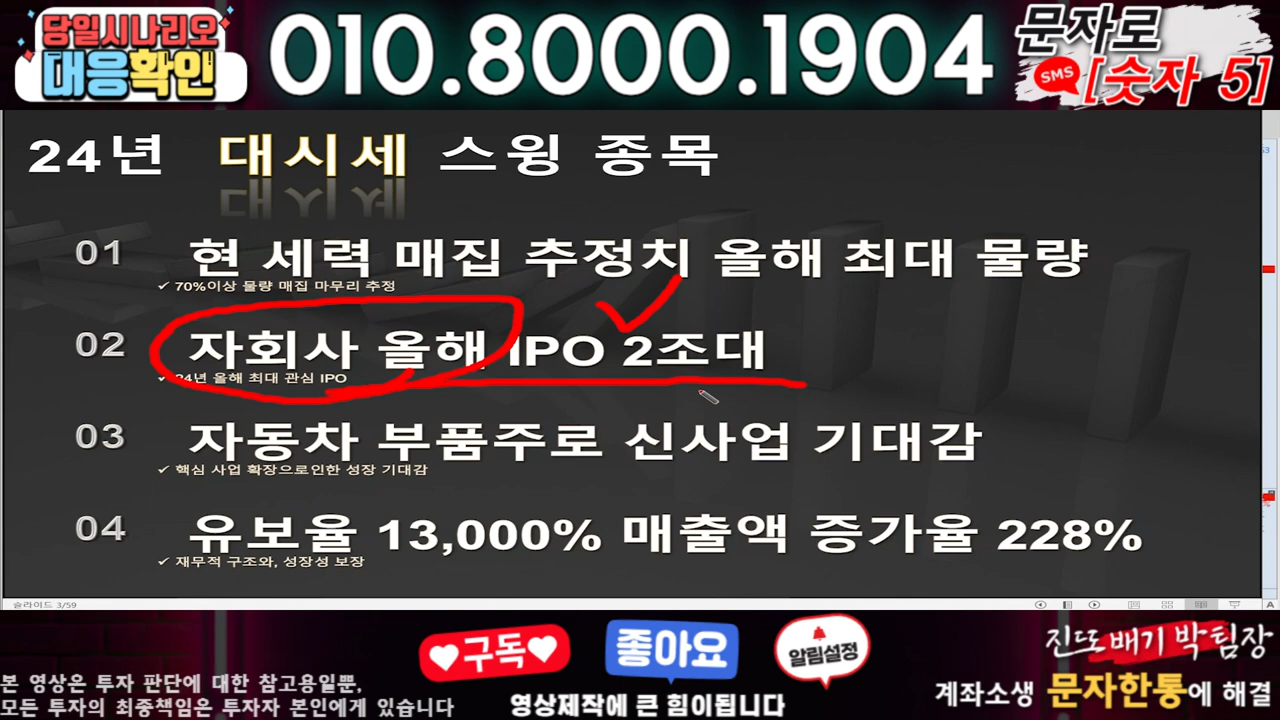 당일시나리오
대응확인
010.8000.1904
문자로
SMS
[숫자 5]
24년 대시세 스윙 종목
01 현 세력 매집 추정치 올해 최대 물량
✓ 70%이상 물량 매집 마무리 추정
02 자회사 올해 IPO 2조대
✓ 24년 올해 최대 관심 IPO
03 자동차 부품주로 신사업 기대감
✓ 핵심 사업 확장으로인한 성장 기대감
04 유보율 13,000% 매출액 증가율 228%
✓ 재무적 구조와, 성장성 보장
슬라이드 3/59
구독
좋아요
알림설정
영상제작에 큰 힘이됩니다
본 영상은 투자 판단에 대한 참고용일뿐,
모든 투자의 최종책임은 투자자 본인에게 있습니다
진또배기 박팀장
계좌소생 문자한통에 해결